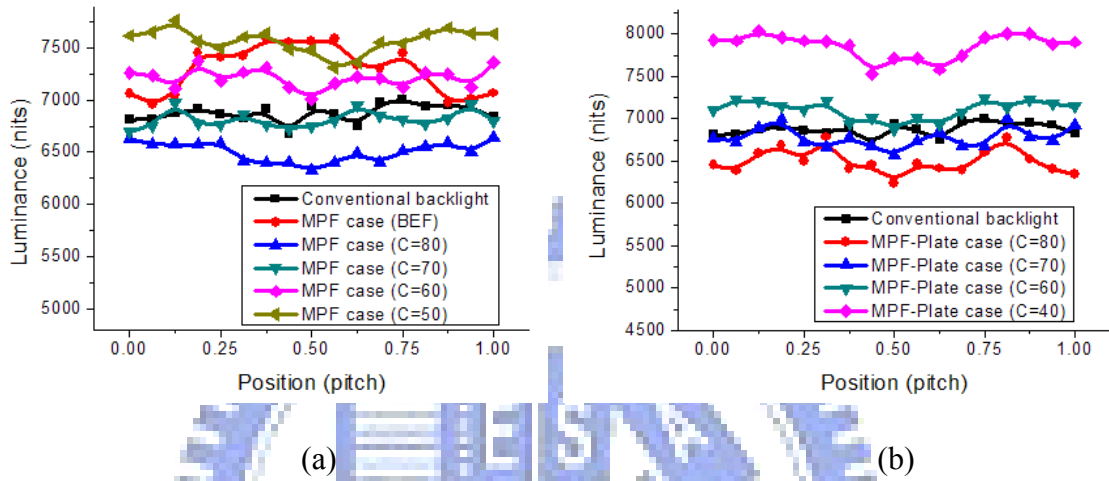 7500
7000
6500
6000
5500
5000
Luminance (nits)
Conventional backlight
MPF case (BEF)
MPF case (C=80)
MPF case (C=70)
MPF case (C=60)
MPF case (C=50)
0.00 0.25 0.50 0.75 1.00
Position (pitch)
(a)
8000
7500
7000
6500
6000
5500
5000
4500
Luminance (nits)
Conventional backlight
MPF-Plate case (C=80)
MPF-Plate case (C=70)
MPF-Plate case (C=60)
MPF-Plate case (C=40)
0.00 0.25 0.50 0.75 1.00
Position (pitch)
(b)